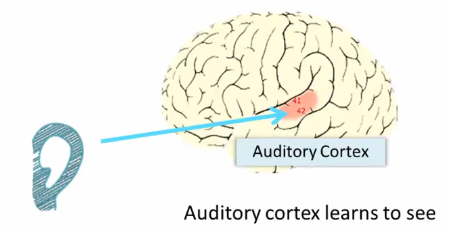 41
42
Auditory Cortex
Auditory cortex learns to see